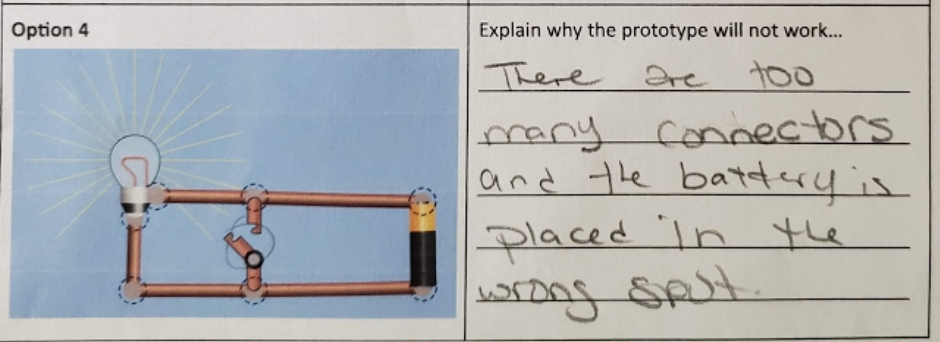 Option 4
Explain why the prototype will not work...
There are too
many connectors
and the battery is
placed in the
wrong spot.